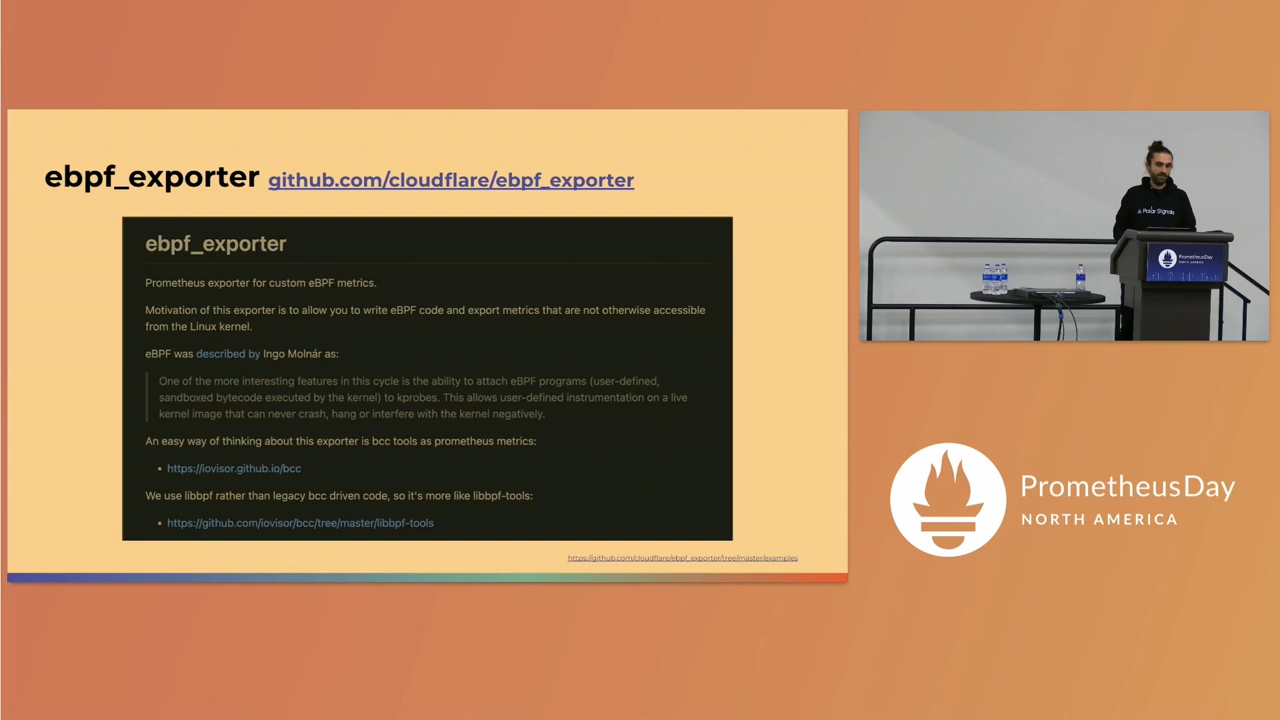 ebpf_exporter github.com/cloudflare/ebpf_exporter
ebpf_exporter
Prometheus exporter for custom eBPF metrics.
Motivation of this exporter is to allow you to write eBPF code and export metrics that are not otherwise accessible
from the Linux kernel.
eBPF was described by Ingo Molnár as:
One of the more interesting features in this cycle is the ability to attach eBPF programs (user-defined,
sandboxed bytecode executed by the kernel) to kprobes. This allows user-defined instrumentation on a live
kernel image that can never crash, hang or interfere with the kernel negatively.
An easy way of thinking about this exporter is bcc tools as prometheus metrics:
• https://iovisor.github.io/bcc
We use libbpf rather than legacy bcc driven code, so it's more like libbpf-tools:
• https://github.com/iovisor/bcc/tree/master/libbpf-tools
https://github.com/cloudflare/ebpf_exporter/tree/master/examples
Polar Signals
PrometheusDay
NORTH AMERICA
PrometheusDay
NORTH AMERICA